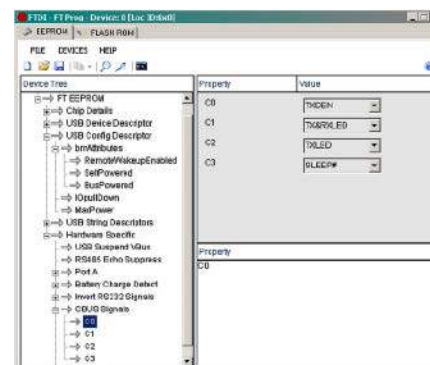 FTDI - FT Prog - Device: 0 [Loc ID:0x0]
EEPROM
FLASH ROM
FILE DEVICES HELP
Device Tree
Property Value
FT EEPROM
Chip Details
USB Device Descriptor
USB Config Descriptor
bmAttributes
RemoteWakeupEnabled
SelfPowered
BusPowered
IOpullDown
MaxPower
USB String Descriptors
Hardware Specific
USB Suspend VBus
RS485 Echo Suppress
Port A
Battery Charge Detect
Invert RS232 Signals
CBUS Signals
C0
C1
C2
C3
C0 TXDEN
C1 TX&RXLED
C2 TXLED
C3 SLEEP#
Property
C0